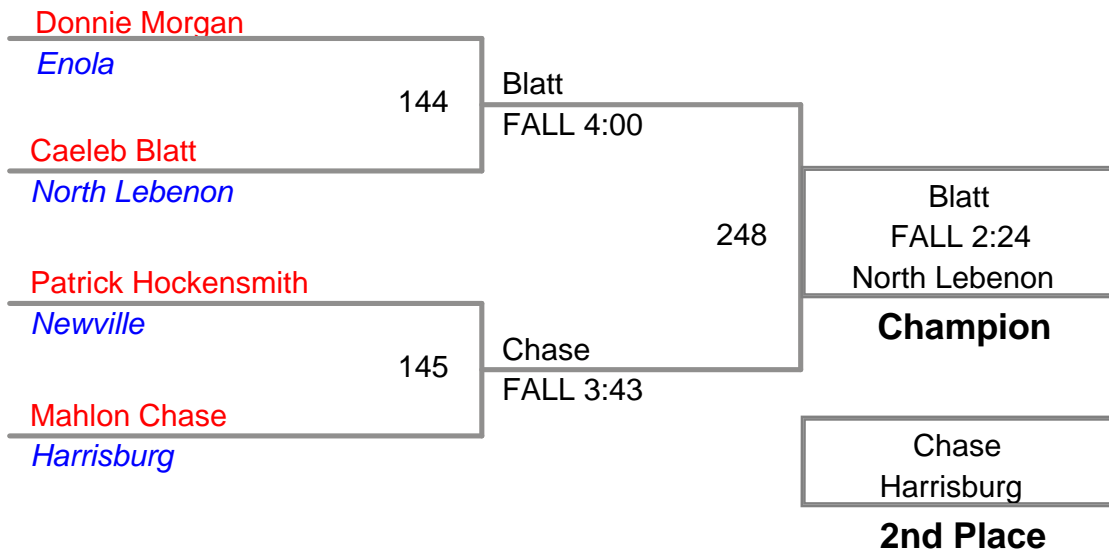 Donnie Morgan
Enola
144
Blatt
FALL 4:00
Caeleb Blatt
North Lebenon
248
Blatt
FALL 2:24
North Lebenon
Champion
Patrick Hockensmith
Newville
145
Chase
FALL 3:43
Mahlon Chase
Harrisburg
Chase
Harrisburg
2nd Place